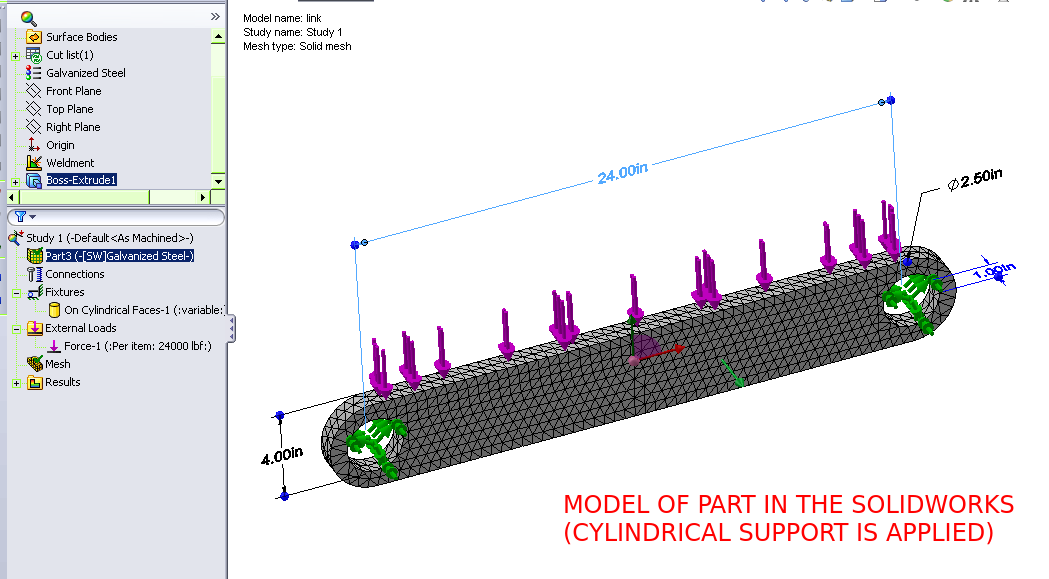 Model name: link
Study name: Study 1
Mesh type: Solid mesh
Surface Bodies
Cut list(1)
Galvanized Steel
Front Plane
Top Plane
Right Plane
Origin
Weldment
Boss-Extrude1
Study 1 (-Default<As Machined>-)
Part3 (-[SW]Galvanized Steel-)
Connections
Fixtures
On Cylindrical Faces-1 (:variable:
External Loads
Force-1 (:Per item: 24000 lbf:)
Mesh
Results
24.00in
Ø2.50in
1.00in
4.00in
MODEL OF PART IN THE SOLIDWORKS
(CYLINDRICAL SUPPORT IS APPLIED)